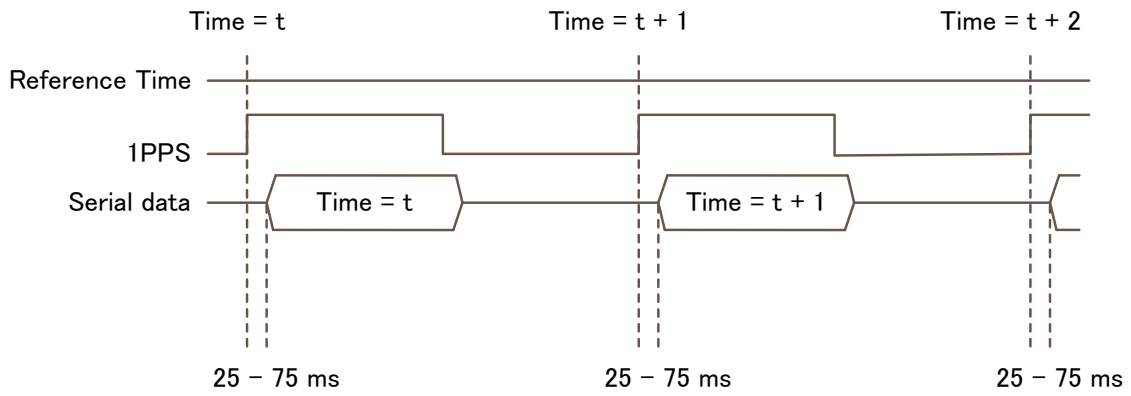 Time = t
Time = t + 1
Time = t + 2
Reference Time
1PPS
Serial data
Time = t
Time = t + 1
25 − 75 ms
25 − 75 ms
25 − 75 ms